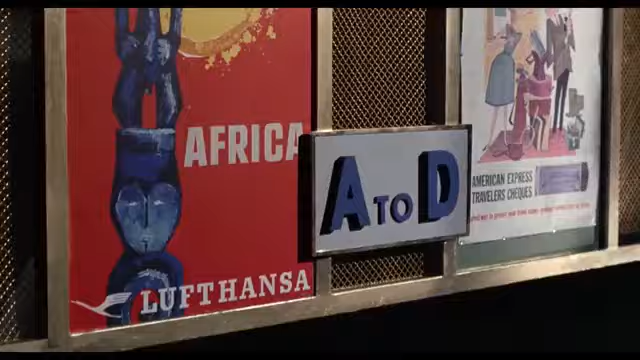 AFRICA
LUFTHANSA
A TO D
AMERICAN EXPRESS
TRAVELERS CHEQUES